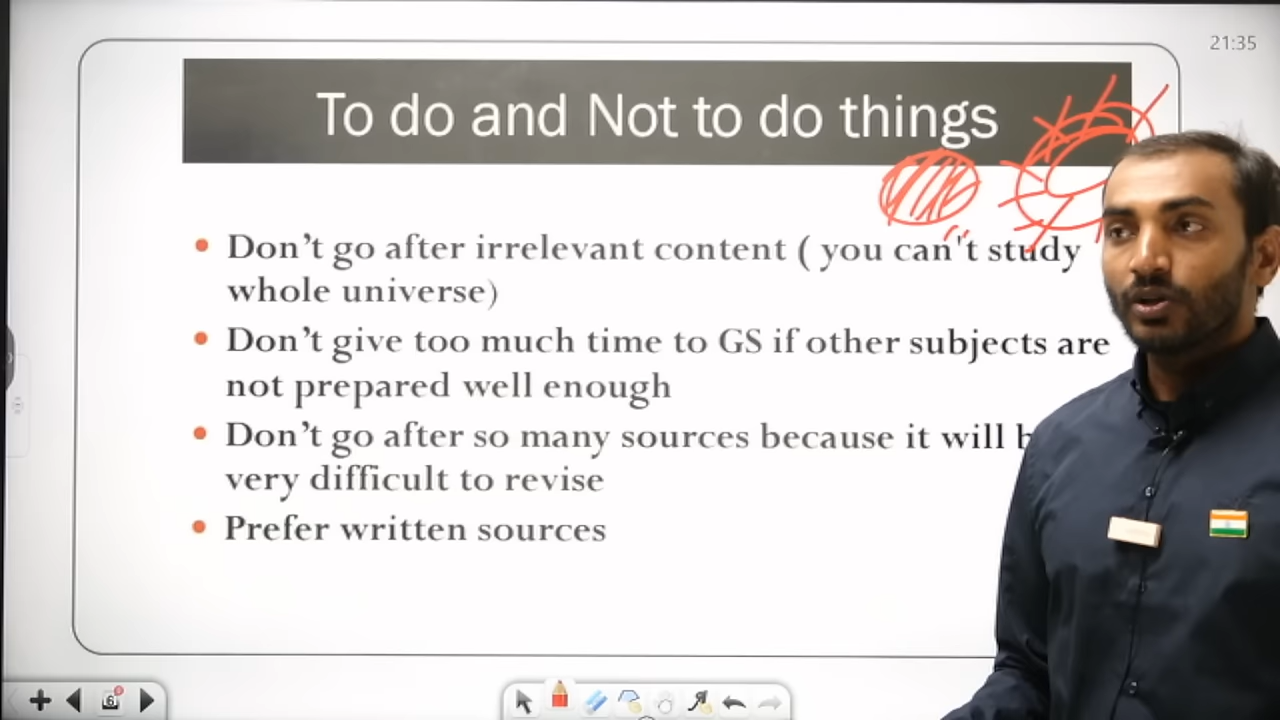 21:35
To do and Not to do things
• Don't go after irrelevant content ( you can't study
whole universe)
• Don't give too much time to GS if other subjects are
not prepared well enough
• Don't go after so many sources because it will b
very difficult to revise
• Prefer written sources
6